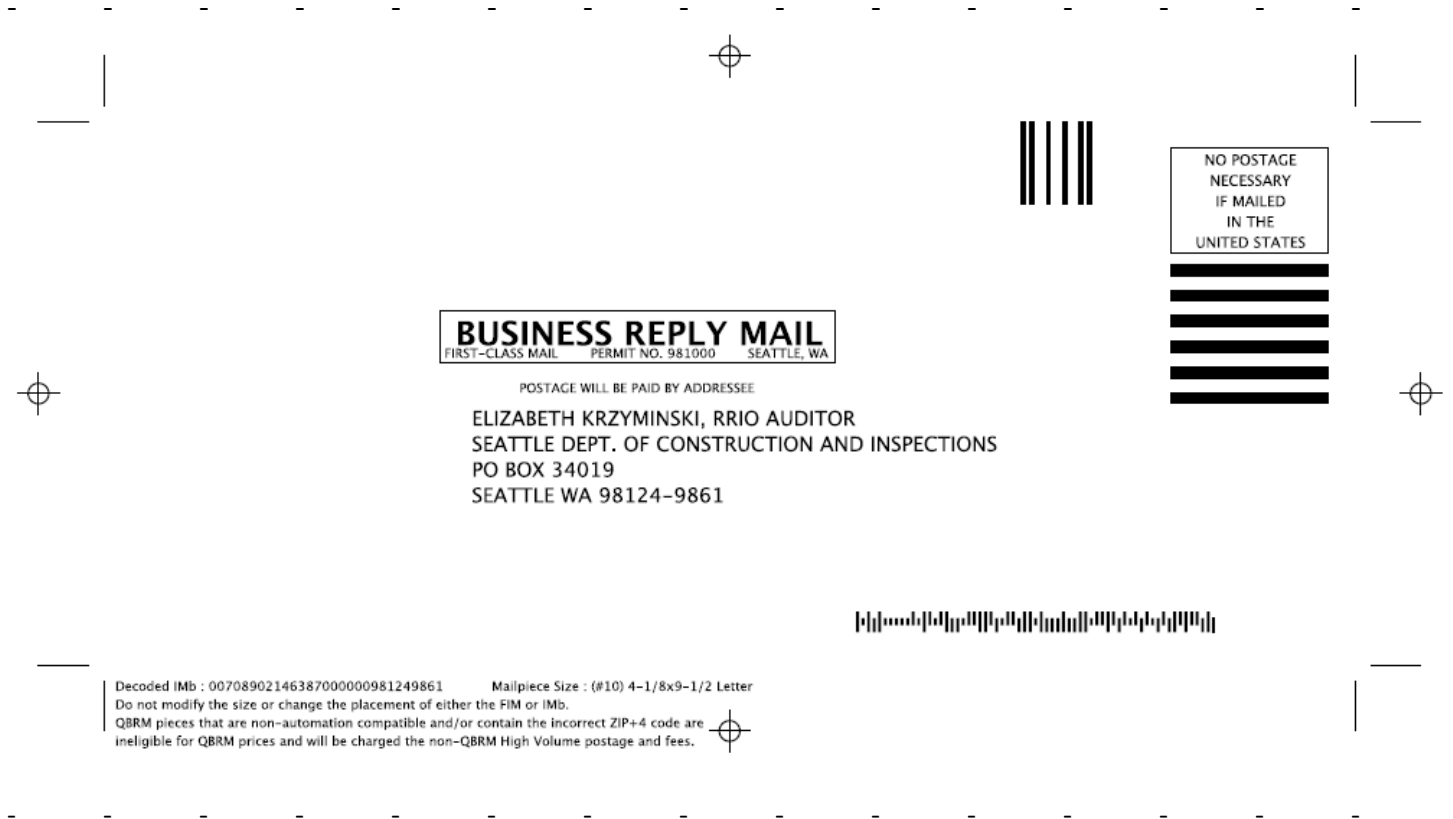 NO POSTAGE
NECESSARY
IF MAILED
IN THE
UNITED STATES
BUSINESS REPLY MAIL
FIRST-CLASS MAIL PERMIT NO. 981000 SEATTLE, WA
POSTAGE WILL BE PAID BY ADDRESSEE
ELIZABETH KRZYMINSKI, RRIO AUDITOR
SEATTLE DEPT. OF CONSTRUCTION AND INSPECTIONS
PO BOX 34019
SEATTLE WA 98124-9861
Decoded IMb : 0070890214638700000981249861 Mailpiece Size : (#10) 4-1/8x9-1/2 Letter
Do not modify the size or change the placement of either the FIM or IMb.
QBRM pieces that are non-automation compatible and/or contain the incorrect ZIP+4 code are
ineligible for QBRM prices and will be charged the non-QBRM High Volume postage and fees.